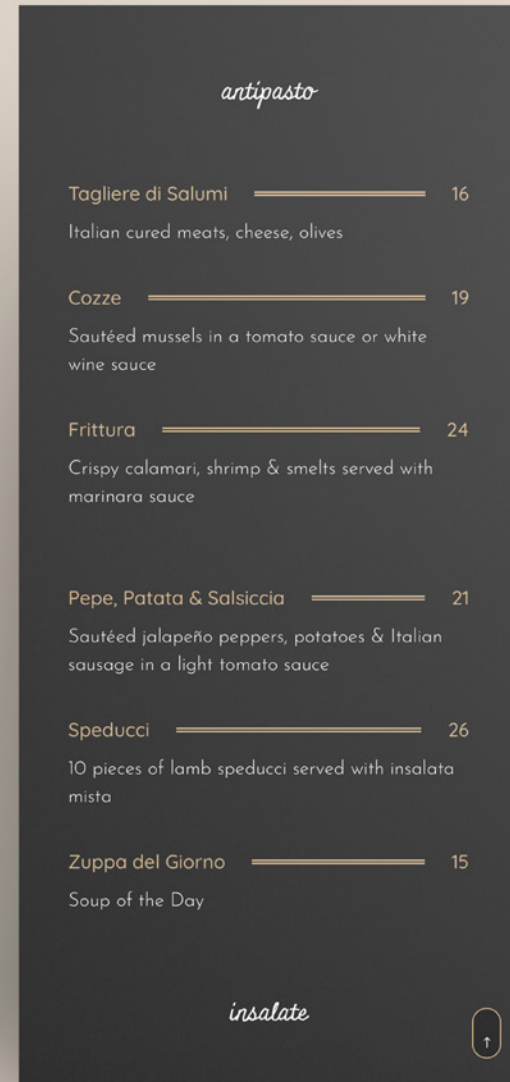 antipasto
Tagliere di Salumi 16
Italian cured meats, cheese, olives
Cozze 19
Sautéed mussels in a tomato sauce or white
wine sauce
Frittura 24
Crispy calamari, shrimp & smelts served with
marinara sauce
Pepe, Patata & Salsiccia 21
Sautéed jalapeño peppers, potatoes & Italian
sausage in a light tomato sauce
Speducci 26
10 pieces of lamb speducci served with insalata
mista
Zuppa del Giorno 15
Soup of the Day
insalate
↑